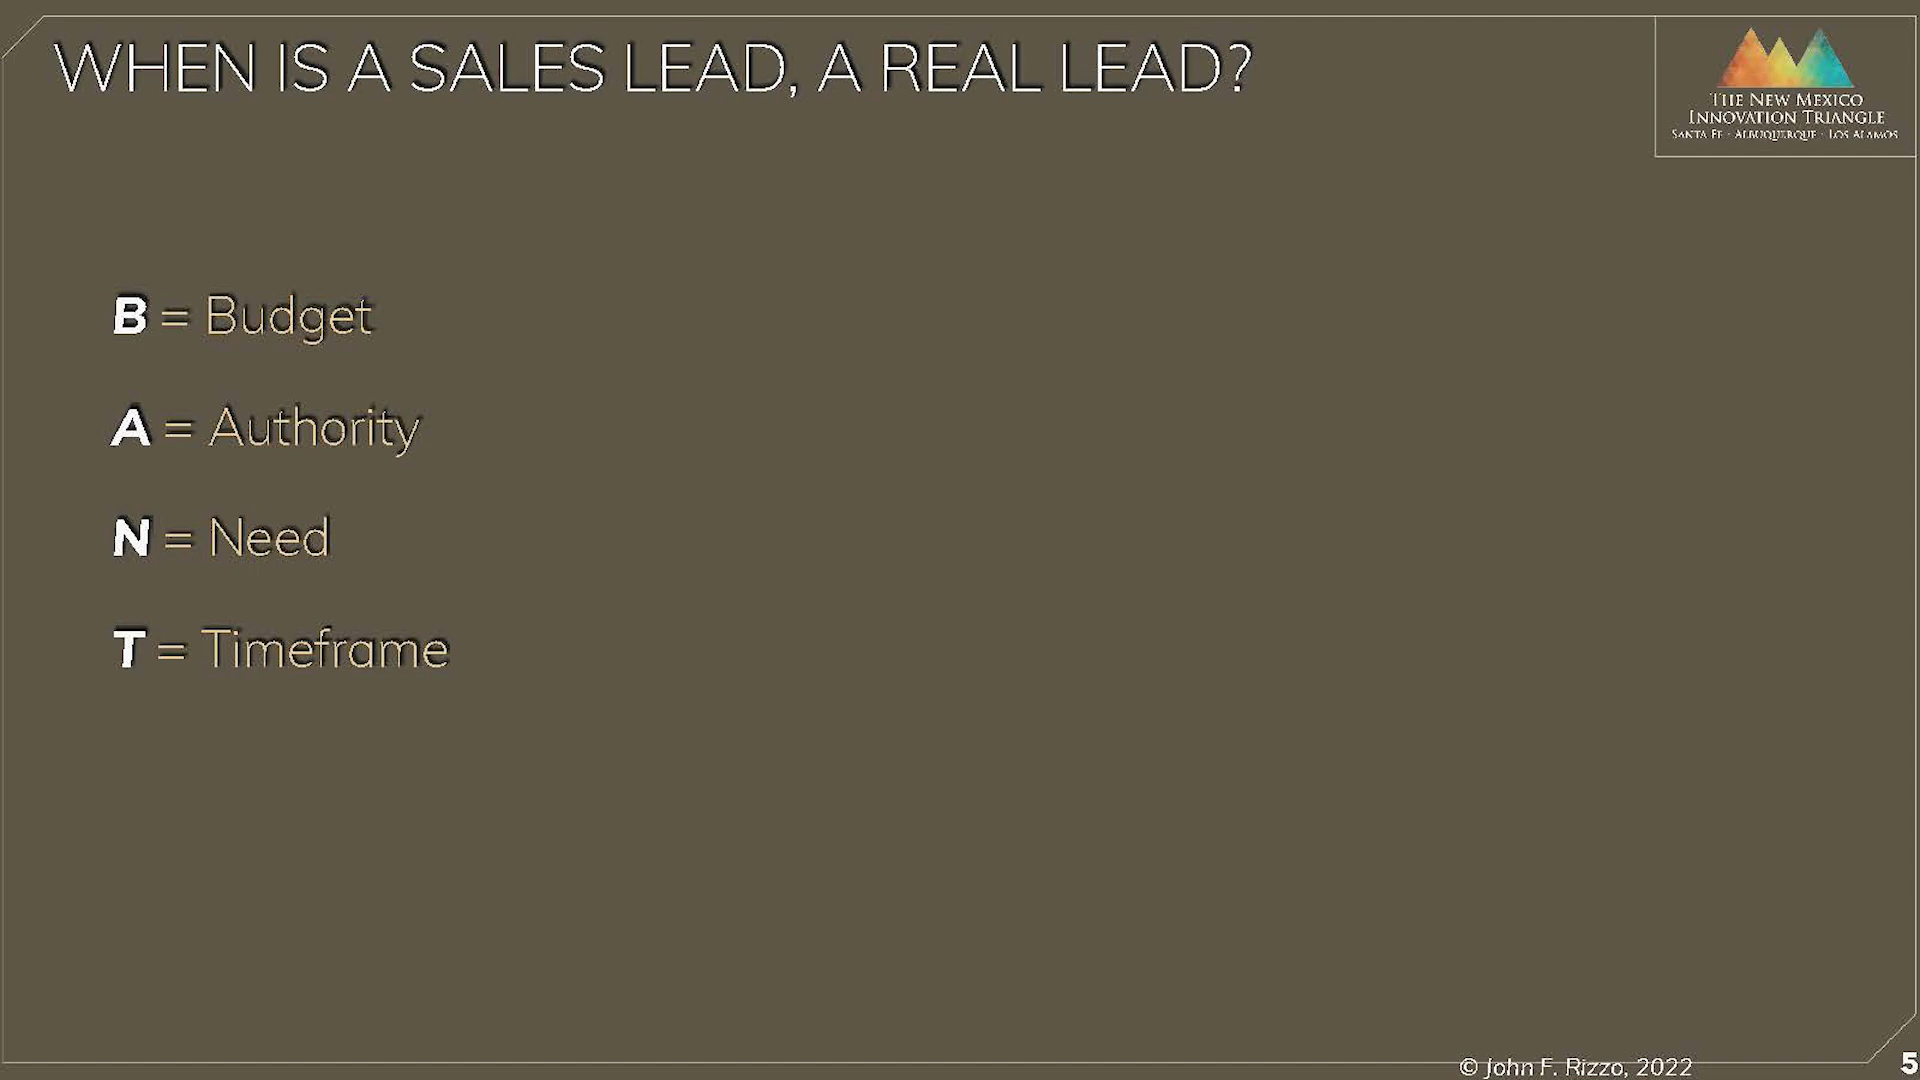 WHEN IS A SALES LEAD, A REAL LEAD?
THE NEW MEXICO
INNOVATION TRIANGLE
SANTA FE · ALBUQUERQUE · LOS ALAMOS
B = Budget
A = Authority
N = Need
T = Timeframe
© John F. Rizzo, 2022
5